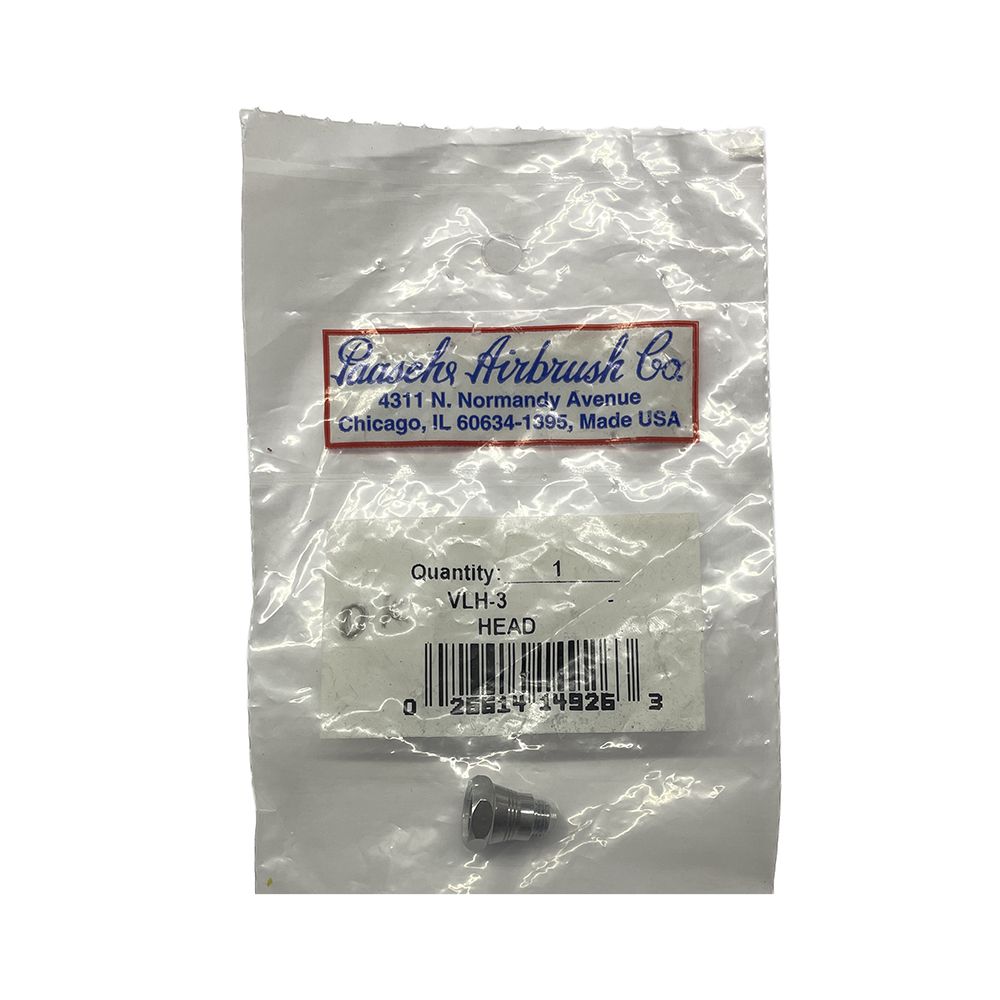 Paasche Airbrush Co.
4311 N. Normandy Avenue
Chicago, IL 60634-1395, Made USA
Quantity: 1
VLH-3 -
HEAD
0 26614 14926 3